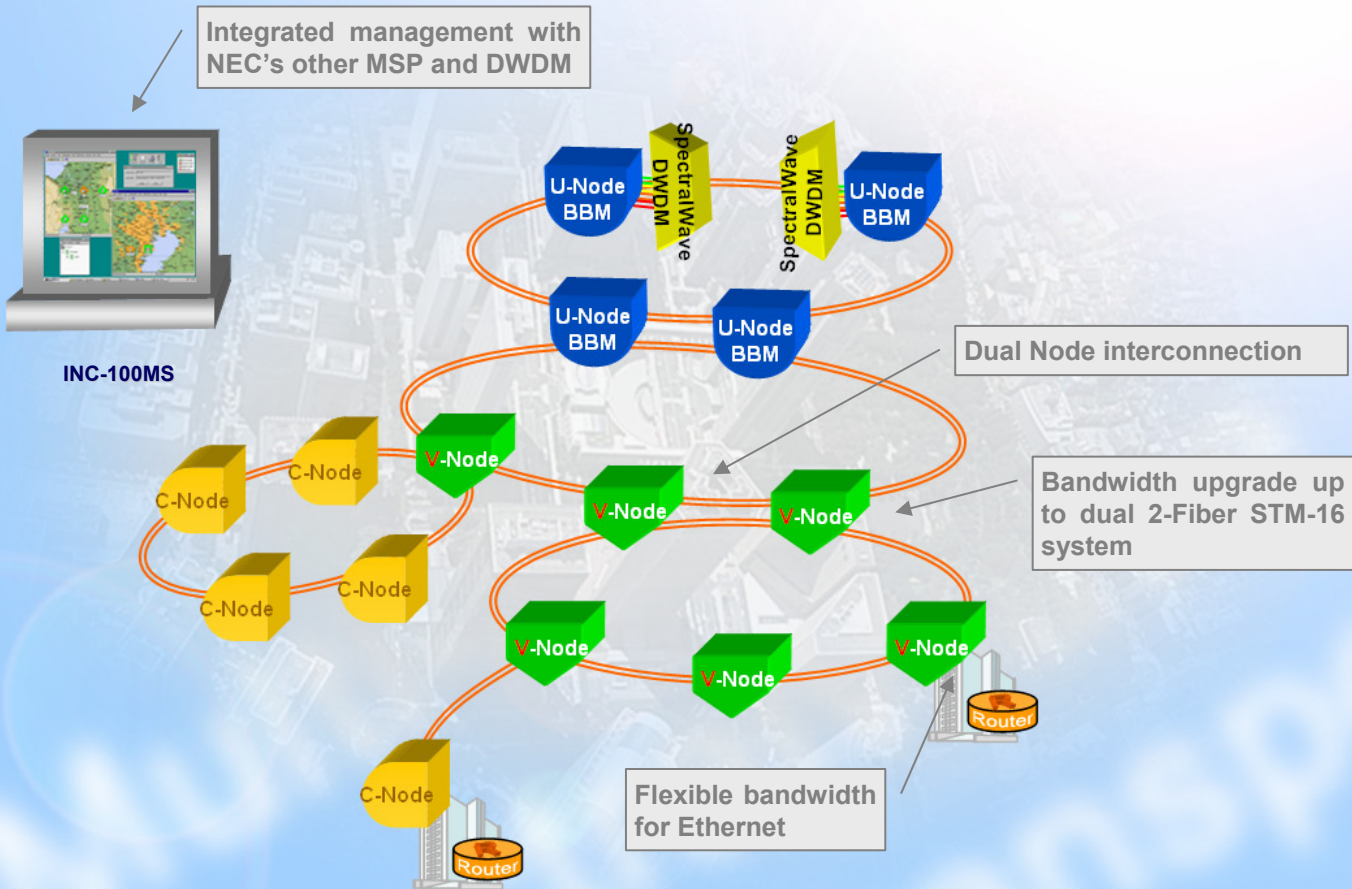 Integrated management with
NEC's other MSP and DWDM
SpectralWave
DWDM
SpectralWave
DWDM
U-Node
BBM
U-Node
BBM
U-Node
BBM
U-Node
BBM
INC-100MS
Dual Node interconnection
Bandwidth upgrade up
to dual 2-Fiber STM-16
system
V-Node
C-Node
C-Node
V-Node
V-Node
C-Node
C-Node
V-Node
V-Node
V-Node
Router
C-Node
Flexible bandwidth
for Ethernet
Router